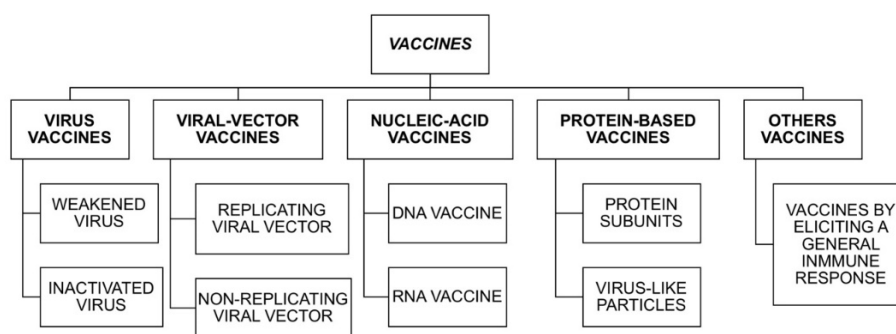 VACCINES
VIRUS
VACCINES
VIRAL-VECTOR
VACCINES
NUCLEIC-ACID
VACCINES
PROTEIN-BASED
VACCINES
OTHERS
VACCINES
WEAKENED
VIRUS
INACTIVATED
VIRUS
REPLICATING
VIRAL VECTOR
NON-REPLICATING
VIRAL VECTOR
DNA VACCINE
RNA VACCINE
PROTEIN
SUBUNITS
VIRUS-LIKE
PARTICLES
VACCINES BY
ELICITING A
GENERAL
INMMUNE
RESPONSE